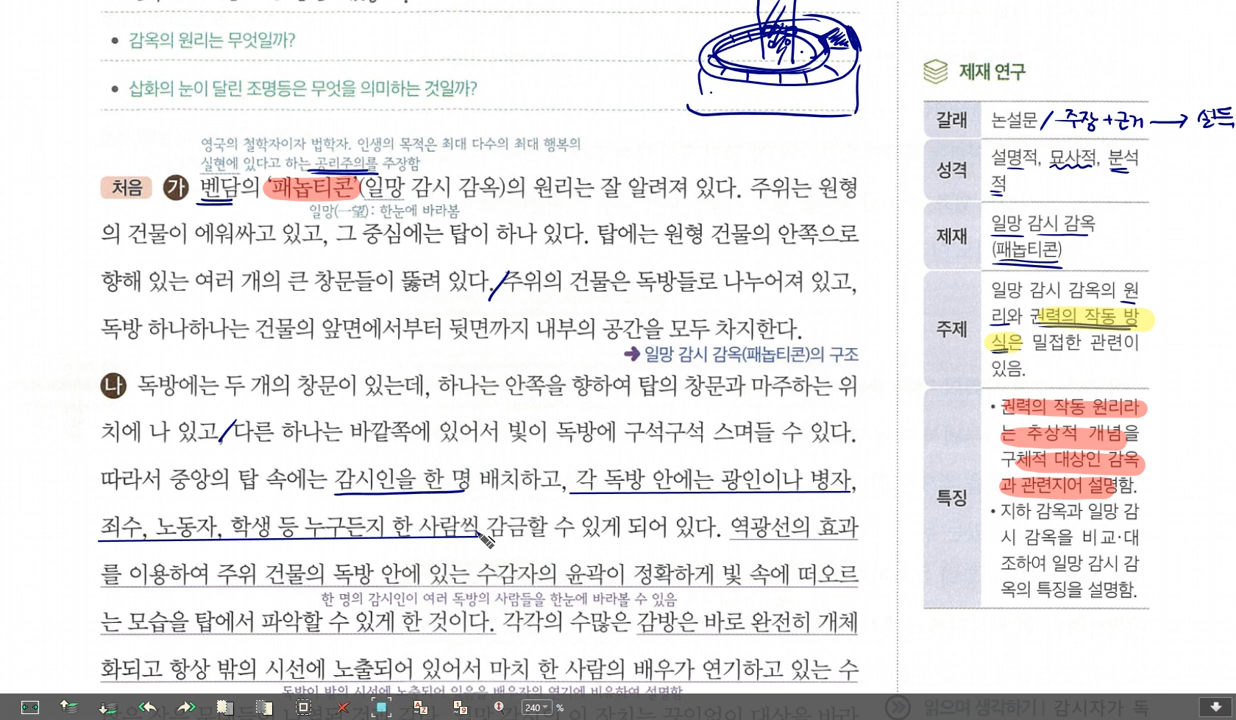 • 감옥의 원리는 무엇일까?
• 삽화의 눈이 달린 조명등은 무엇을 의미하는 것일까?
영국의 철학자이자 법학자. 인생의 목적은 최대 다수의 최대 행복의
실현에 있다고 하는 공리주의를 주장함
처음 가 벤담의 '패놉티콘'(일망 감시 감옥)의 원리는 잘 알려져 있다. 주위는 원형
일망(一望): 한눈에 바라봄
의 건물이 에워싸고 있고, 그 중심에는 탑이 하나 있다. 탑에는 원형 건물의 안쪽으로
향해 있는 여러 개의 큰 창문들이 뚫려 있다. 주위의 건물은 독방들로 나누어져 있고,
독방 하나하나는 건물의 앞면에서부터 뒷면까지 내부의 공간을 모두 차지한다.
➔ 일망 감시 감옥(패놉티콘)의 구조
나 독방에는 두 개의 창문이 있는데, 하나는 안쪽을 향하여 탑의 창문과 마주하는 위
치에 나 있고, 다른 하나는 바깥쪽에 있어서 빛이 독방에 구석구석 스며들 수 있다.
따라서 중앙의 탑 속에는 감시인을 한 명 배치하고, 각 독방 안에는 광인이나 병자,
죄수, 노동자, 학생 등 누구든지 한 사람씩 감금할 수 있게 되어 있다. 역광선의 효과
를 이용하여 주위 건물의 독방 안에 있는 수감자의 윤곽이 정확하게 빛 속에 떠오르
한 명의 감시인이 여러 독방의 사람들을 한눈에 바라볼 수 있음
는 모습을 탑에서 파악할 수 있게 한 것이다. 각각의 수많은 감방은 바로 완전히 개체
화되고 항상 밖의 시선에 노출되어 있어서 마치 한 사람의 배우가 연기하고 있는 수
제재 연구
갈래 논설문 / 주장+근거 → 설득
성격 설명적, 묘사적, 분석
적
제재 일망 감시 감옥
(패놉티콘)
주제 일망 감시 감옥의 원
리와 권력의 작동 방
식은 밀접한 관련이
있음.
특징 • 권력의 작동 원리라
는 추상적 개념을
구체적 대상인 감옥
과 관련지어 설명함.
• 지하 감옥과 일망 감
시 감옥을 비교·대
조하여 일망 감시 감
옥의 특징을 설명함.
읽으며 생각하기 | 감시자가 독
240 %